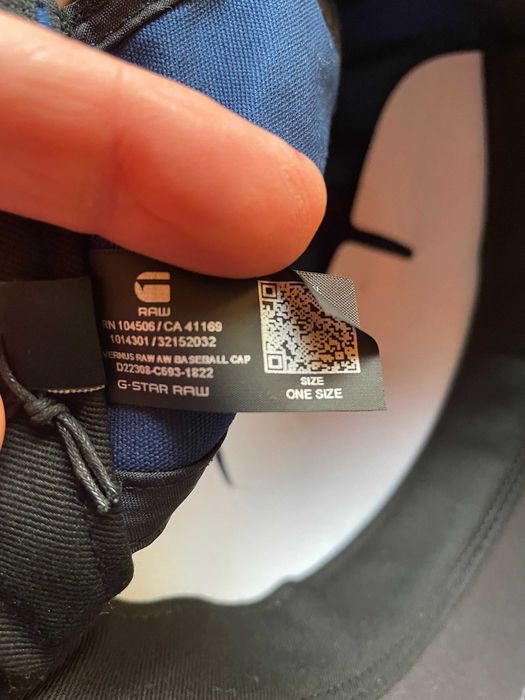 RAW
RN 104506 / CA 41169
1014301 / 32152032
VERNUS RAW AW BASEBALL CAP
D22308-C693-1822
G-STAR RAW
SIZE
ONE SIZE